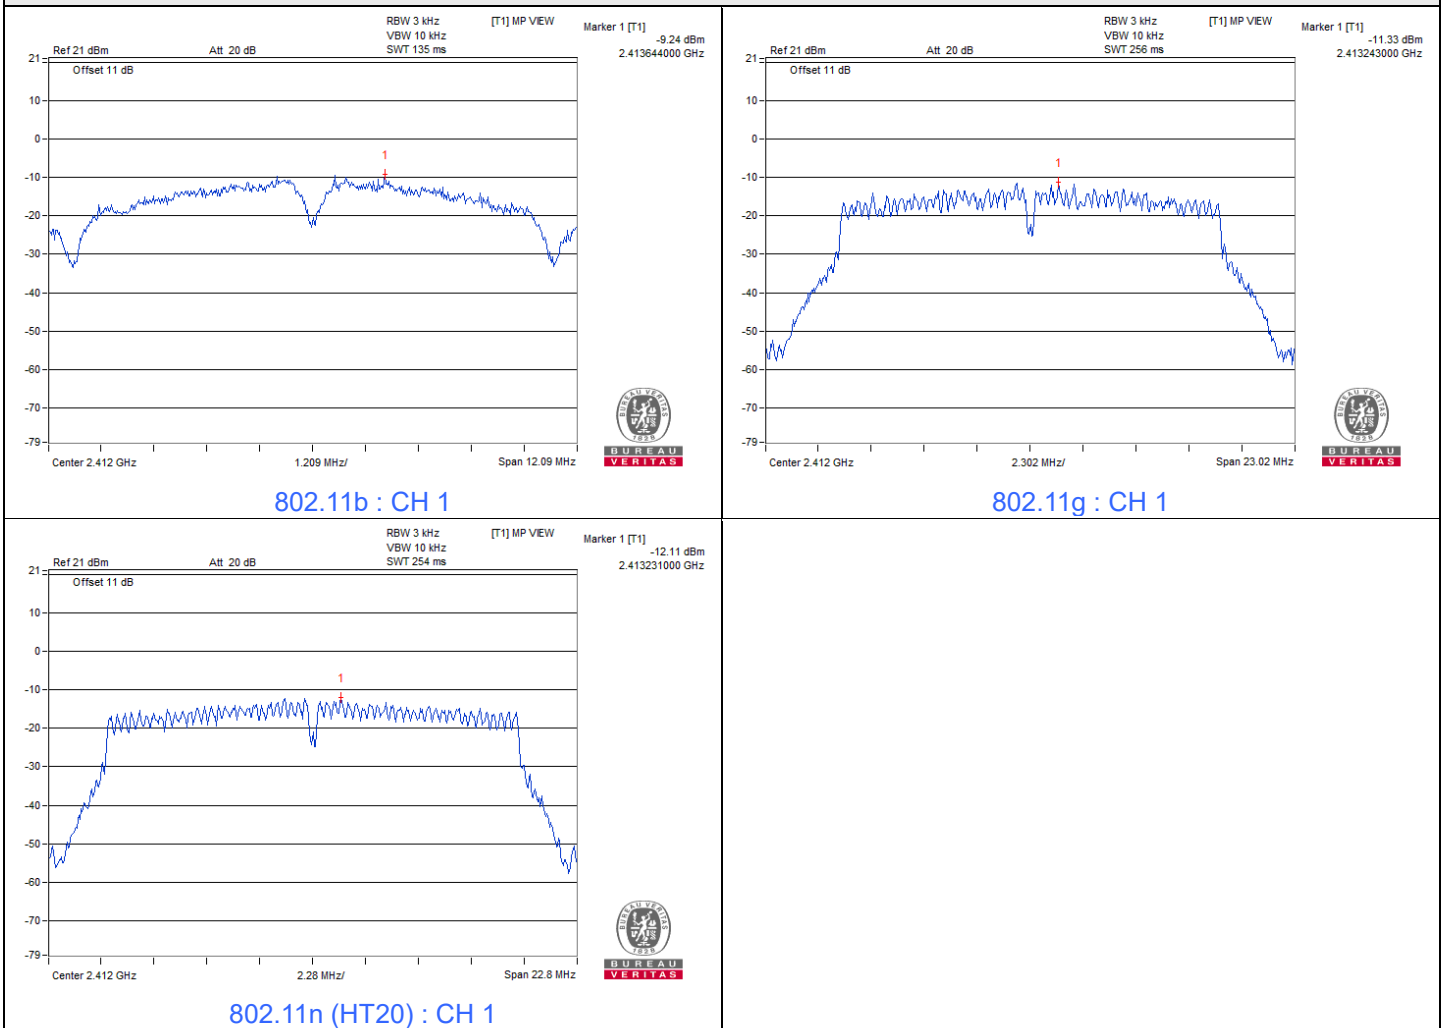 RBW 3 kHz
[T1] MP VIEW
Marker 1 [T1]
VBW 10 kHz
-9.24 dBm
Ref 21 dBm
Att 20 dB
SWT 135 ms
2.413644000 GHz
21
Offset 11 dB
10
0
1
-10
-20
-30
-40
-50
-60
-70
-79
Center 2.412 GHz
1.209 MHz/
Span 12.09 MHz
BUREAU VERITAS
1828
BUREAU
VERITAS
802.11b : CH 1
RBW 3 kHz
[T1] MP VIEW
Marker 1 [T1]
VBW 10 kHz
-11.33 dBm
Ref 21 dBm
Att 20 dB
SWT 256 ms
2.413243000 GHz
21
Offset 11 dB
10
0
1
-10
-20
-30
-40
-50
-60
-70
-79
Center 2.412 GHz
2.302 MHz/
Span 23.02 MHz
BUREAU VERITAS
1828
BUREAU
VERITAS
802.11g : CH 1
RBW 3 kHz
[T1] MP VIEW
Marker 1 [T1]
VBW 10 kHz
-12.11 dBm
Ref 21 dBm
Att 20 dB
SWT 254 ms
2.413231000 GHz
21
Offset 11 dB
10
0
1
-10
-20
-30
-40
-50
-60
-70
-79
Center 2.412 GHz
2.28 MHz/
Span 22.8 MHz
BUREAU VERITAS
1828
BUREAU
VERITAS
802.11n (HT20) : CH 1